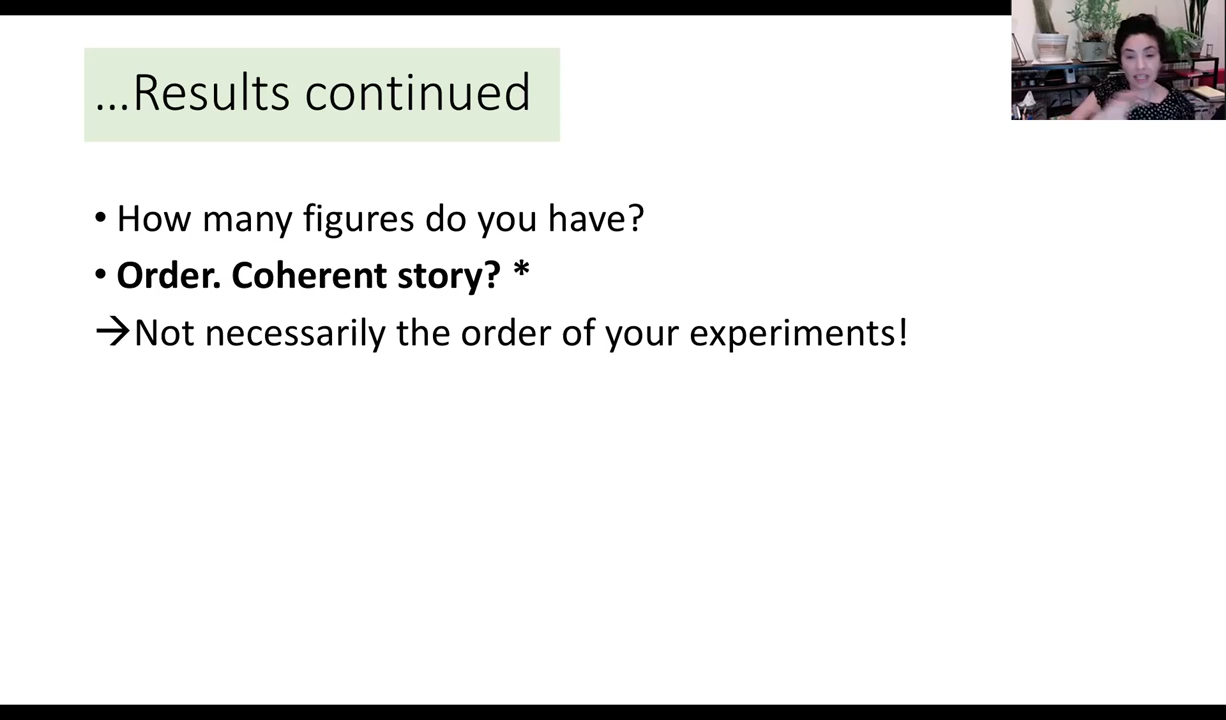 ...Results continued
• How many figures do you have?
• Order. Coherent story? *
→Not necessarily the order of your experiments!